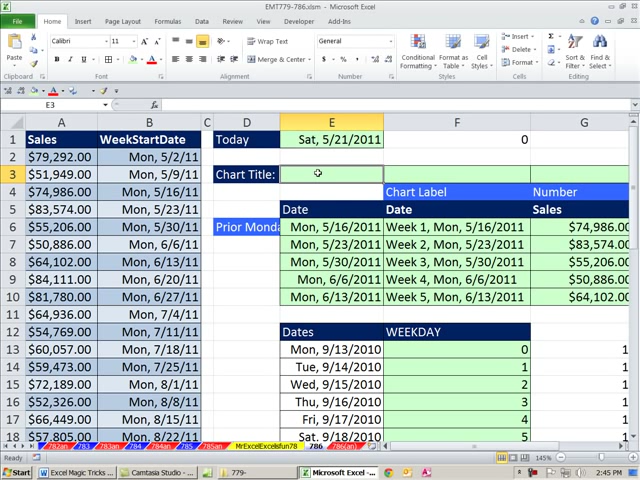 EMT779-786.xlsm - Microsoft Excel
File Home Insert Page Layout Formulas Data Review View Developer Add-Ins
Paste Calibri 11 Wrap Text General Conditional Formatting Format as Table Cell Styles Insert Delete Format Sort & Filter Find & Select
Merge & Center
Clipboard Font Alignment Number Styles Cells Editing
E3
A B C D E F G
1 Sales WeekStartDate Today Sat, 5/21/2011 0
2 $79,292.00 Mon, 5/2/11
3 $51,949.00 Mon, 5/9/11 Chart Title:
4 $74,986.00 Mon, 5/16/11 Chart Label Number
5 $83,574.00 Mon, 5/23/11 Date Date Sales
6 $55,206.00 Mon, 5/30/11 Prior Monda Mon, 5/16/2011 Week 1, Mon, 5/16/2011 $74,986.00
7 $50,886.00 Mon, 6/6/11 Mon, 5/23/2011 Week 2, Mon, 5/23/2011 $83,574.00
8 $64,102.00 Mon, 6/13/11 Mon, 5/30/2011 Week 3, Mon, 5/30/2011 $55,206.00
9 $84,111.00 Mon, 6/20/11 Mon, 6/6/2011 Week 4, Mon, 6/6/2011 $50,886.00
10 $81,780.00 Mon, 6/27/11 Mon, 6/13/2011 Week 5, Mon, 6/13/2011 $64,102.00
11 $64,936.00 Mon, 7/4/11
12 $54,769.00 Mon, 7/11/11 Dates WEEKDAY
13 $60,057.00 Mon, 7/18/11 Mon, 9/13/2010 0 1
14 $59,473.00 Mon, 7/25/11 Tue, 9/14/2010 1 1
15 $72,189.00 Mon, 8/1/11 Wed, 9/15/2010 2 1
16 $52,326.00 Mon, 8/8/11 Thu, 9/16/2010 3 1
17 $66,449.00 Mon, 8/15/11 Fri, 9/17/2010 4 1
18 $57,805.00 Mon, 8/22/11 Sat, 9/18/2010 5
782an 783 784 784an 785 785an MrExcelExcelsfun78 786 786(an)
Ready 145%
Start Excel Magic Tricks ... Camtasia Studio - ... 779- Microsoft Excel - ... 2:45 PM